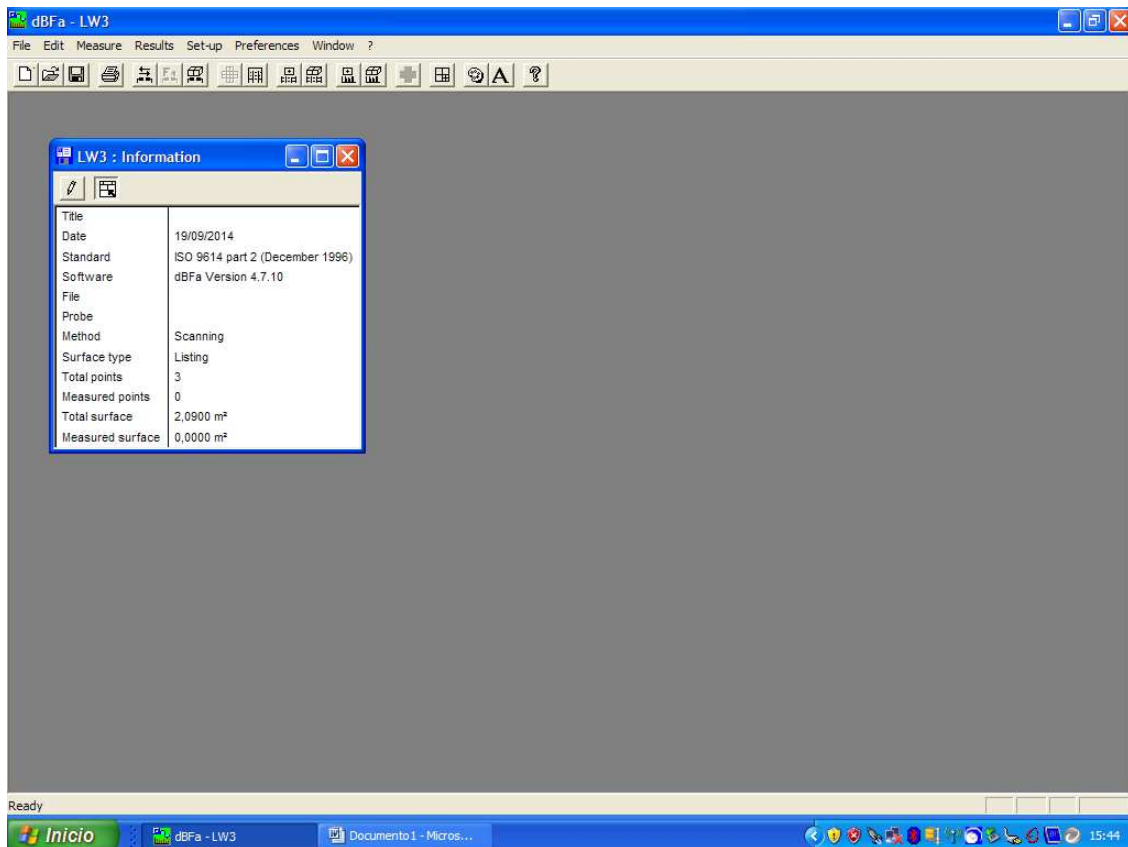 dBFa - LW3
File Edit Measure Results Set-up Preferences Window ?
A ?
LW3 : Information
Title
Date 19/09/2014
Standard ISO 9614 part 2 (December 1996)
Software dBFa Version 4.7.10
File
Probe
Method Scanning
Surface type Listing
Total points 3
Measured points 0
Total surface 2,0900 m²
Measured surface 0,0000 m²
Ready
Inicio dBFa - LW3 Documento1 - Micros... 15:44